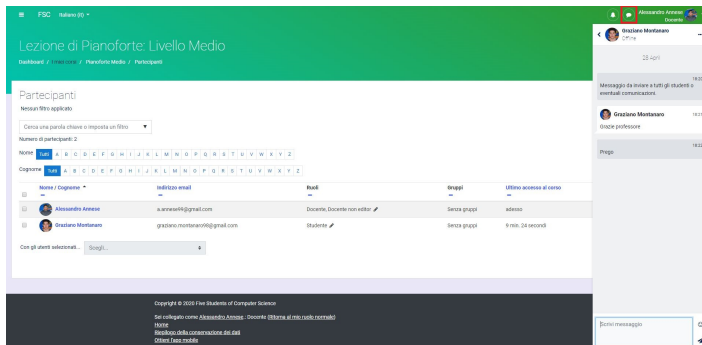 FSC Italiano (it)
Alessandro Annese
Docente
Lezione di Pianoforte: Livello Medio
Dashboard / I miei corsi / Pianoforte Medio / Partecipanti
Partecipanti
Nessun filtro applicato
Cerca una parola chiave o imposta un filtro ▼
Numero di partecipanti: 2
Nome Tutti A B C D E F G H I J K L M N O P Q R S T U V W X Y Z
Cognome Tutti A B C D E F G H I J K L M N O P Q R S T U V W X Y Z
Nome / Cognome Indirizzo email Ruoli Gruppi Ultimo accesso al corso
Alessandro Annese a.annese98@gmail.com Docente, Docente non editor Senza gruppi adesso
Graziano Montanaro graziano.montanaro98@gmail.com Studente Senza gruppi 9 min. 24 secondi
Con gli utenti selezionati... Scegli...
Copyright © 2020 Five Students of Computer Science
Sei collegato come Alessandro Annese.: Docente (Ritorna al mio ruolo normale)
Home
Riepilogo della conservazione dei dati
Ottieni l'app mobile
Graziano Montanaro
Offline
28 April
Messaggio da inviare a tutti gli studenti o
eventuali comunicazioni.
Graziano Montanaro
Grazie professore
Prego
Scrivi messaggio